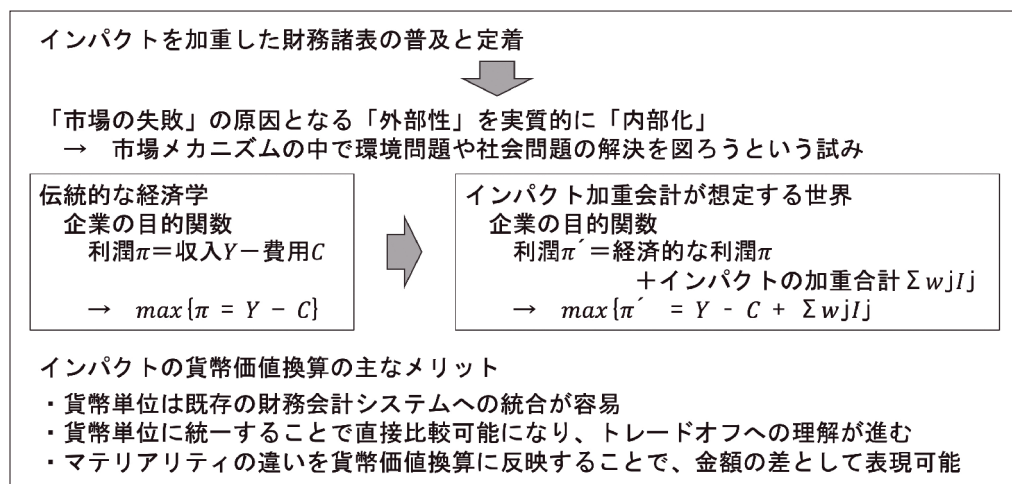 インパクトを加重した財務諸表の普及と定着
「市場の失敗」の原因となる「外部性」を実質的に「内部化」
→ 市場メカニズムの中で環境問題や社会問題の解決を図ろうという試み
伝統的な経済学
企業の目的関数
利潤π＝収入Y－費用C
→ max{π = Y − C}
インパクト加重会計が想定する世界
企業の目的関数
利潤π´＝経済的な利潤π
＋インパクトの加重合計ΣwjIj
→ max{π´ = Y - C + ΣwjIj
インパクトの貨幣価値換算の主なメリット
・貨幣単位は既存の財務会計システムへの統合が容易
・貨幣単位に統一することで直接比較可能になり、トレードオフへの理解が進む
・マテリアリティの違いを貨幣価値換算に反映することで、金額の差として表現可能